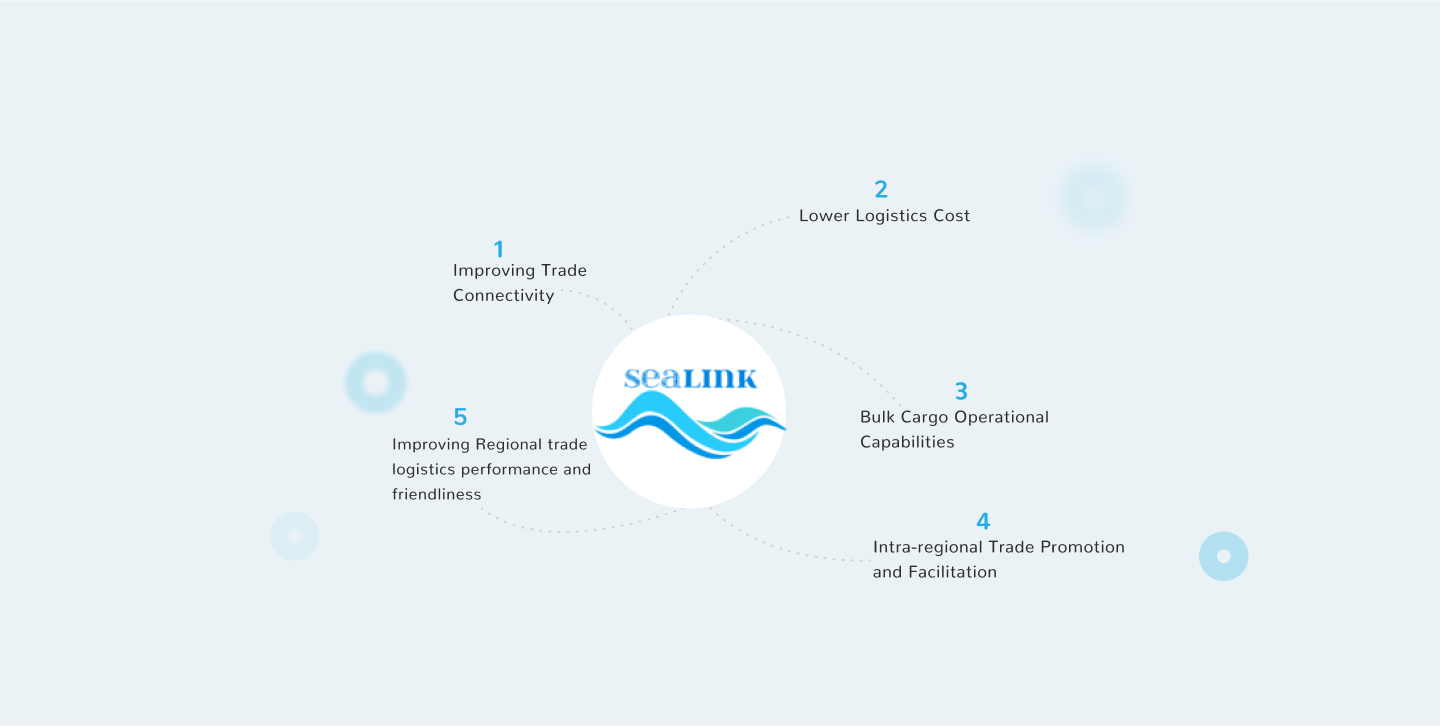 1
Improving Trade
Connectivity
2
Lower Logistics Cost
seaLINK
3
Bulk Cargo Operational
Capabilities
4
Intra-regional Trade Promotion
and Facilitation
5
Improving Regional trade
logistics performance and
friendliness